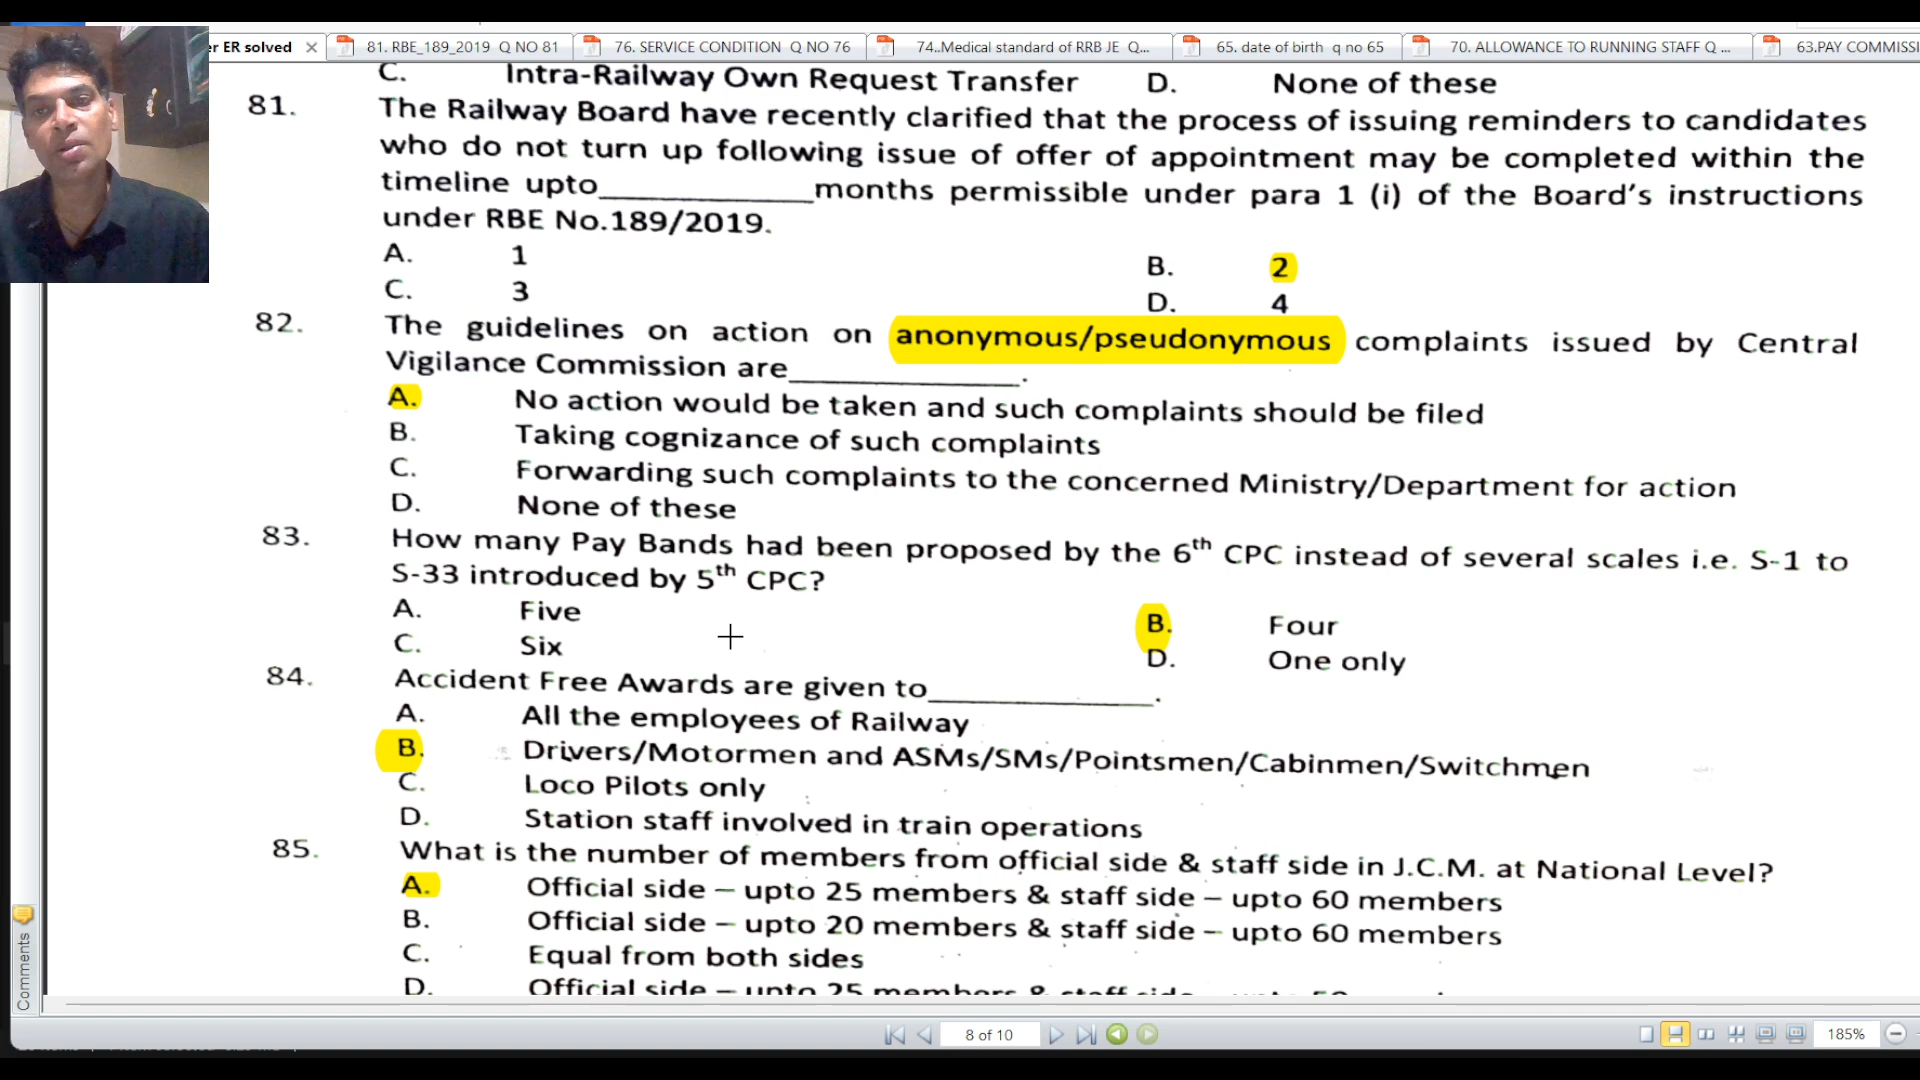 er ER solved
81. RBE_189_2019 Q NO 81
76. SERVICE CONDITION Q NO 76
74..Medical standard of RRB JE Q...
65. date of birth q no 65
70. ALLOWANCE TO RUNNING STAFF Q ...
63.PAY COMMISSI
C. Intra-Railway Own Request Transfer D. None of these
81. The Railway Board have recently clarified that the process of issuing reminders to candidates
who do not turn up following issue of offer of appointment may be completed within the
timeline upto____________months permissible under para 1 (i) of the Board's instructions
under RBE No.189/2019.
A. 1 B. 2
C. 3 D. 4
82. The guidelines on action on anonymous/pseudonymous complaints issued by Central
Vigilance Commission are____________.
A. No action would be taken and such complaints should be filed
B. Taking cognizance of such complaints
C. Forwarding such complaints to the concerned Ministry/Department for action
D. None of these
83. How many Pay Bands had been proposed by the 6th CPC instead of several scales i.e. S-1 to
S-33 introduced by 5th CPC?
A. Five B. Four
C. Six D. One only
84. Accident Free Awards are given to____________.
A. All the employees of Railway
B. Drivers/Motormen and ASMs/SMs/Pointsmen/Cabinmen/Switchmen
C. Loco Pilots only
D. Station staff involved in train operations
85. What is the number of members from official side & staff side in J.C.M. at National Level?
A. Official side – upto 25 members & staff side – upto 60 members
B. Official side – upto 20 members & staff side – upto 60 members
C. Equal from both sides
D. Official side – upto 25 members & staff side
Comments
8 of 10
185%